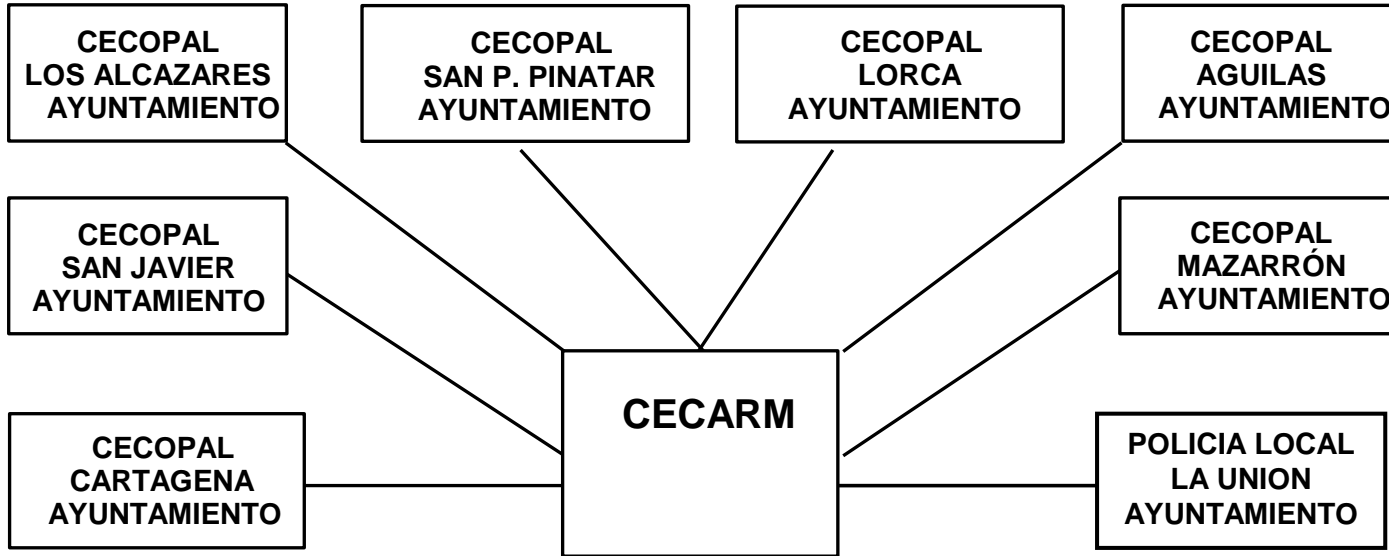 CECOPAL
LOS ALCAZARES
AYUNTAMIENTO
CECOPAL
SAN P. PINATAR
AYUNTAMIENTO
CECOPAL
LORCA
AYUNTAMIENTO
CECOPAL
AGUILAS
AYUNTAMIENTO
CECOPAL
SAN JAVIER
AYUNTAMIENTO
CECOPAL
MAZARRÓN
AYUNTAMIENTO
CECARM
CECOPAL
CARTAGENA
AYUNTAMIENTO
POLICIA LOCAL
LA UNION
AYUNTAMIENTO